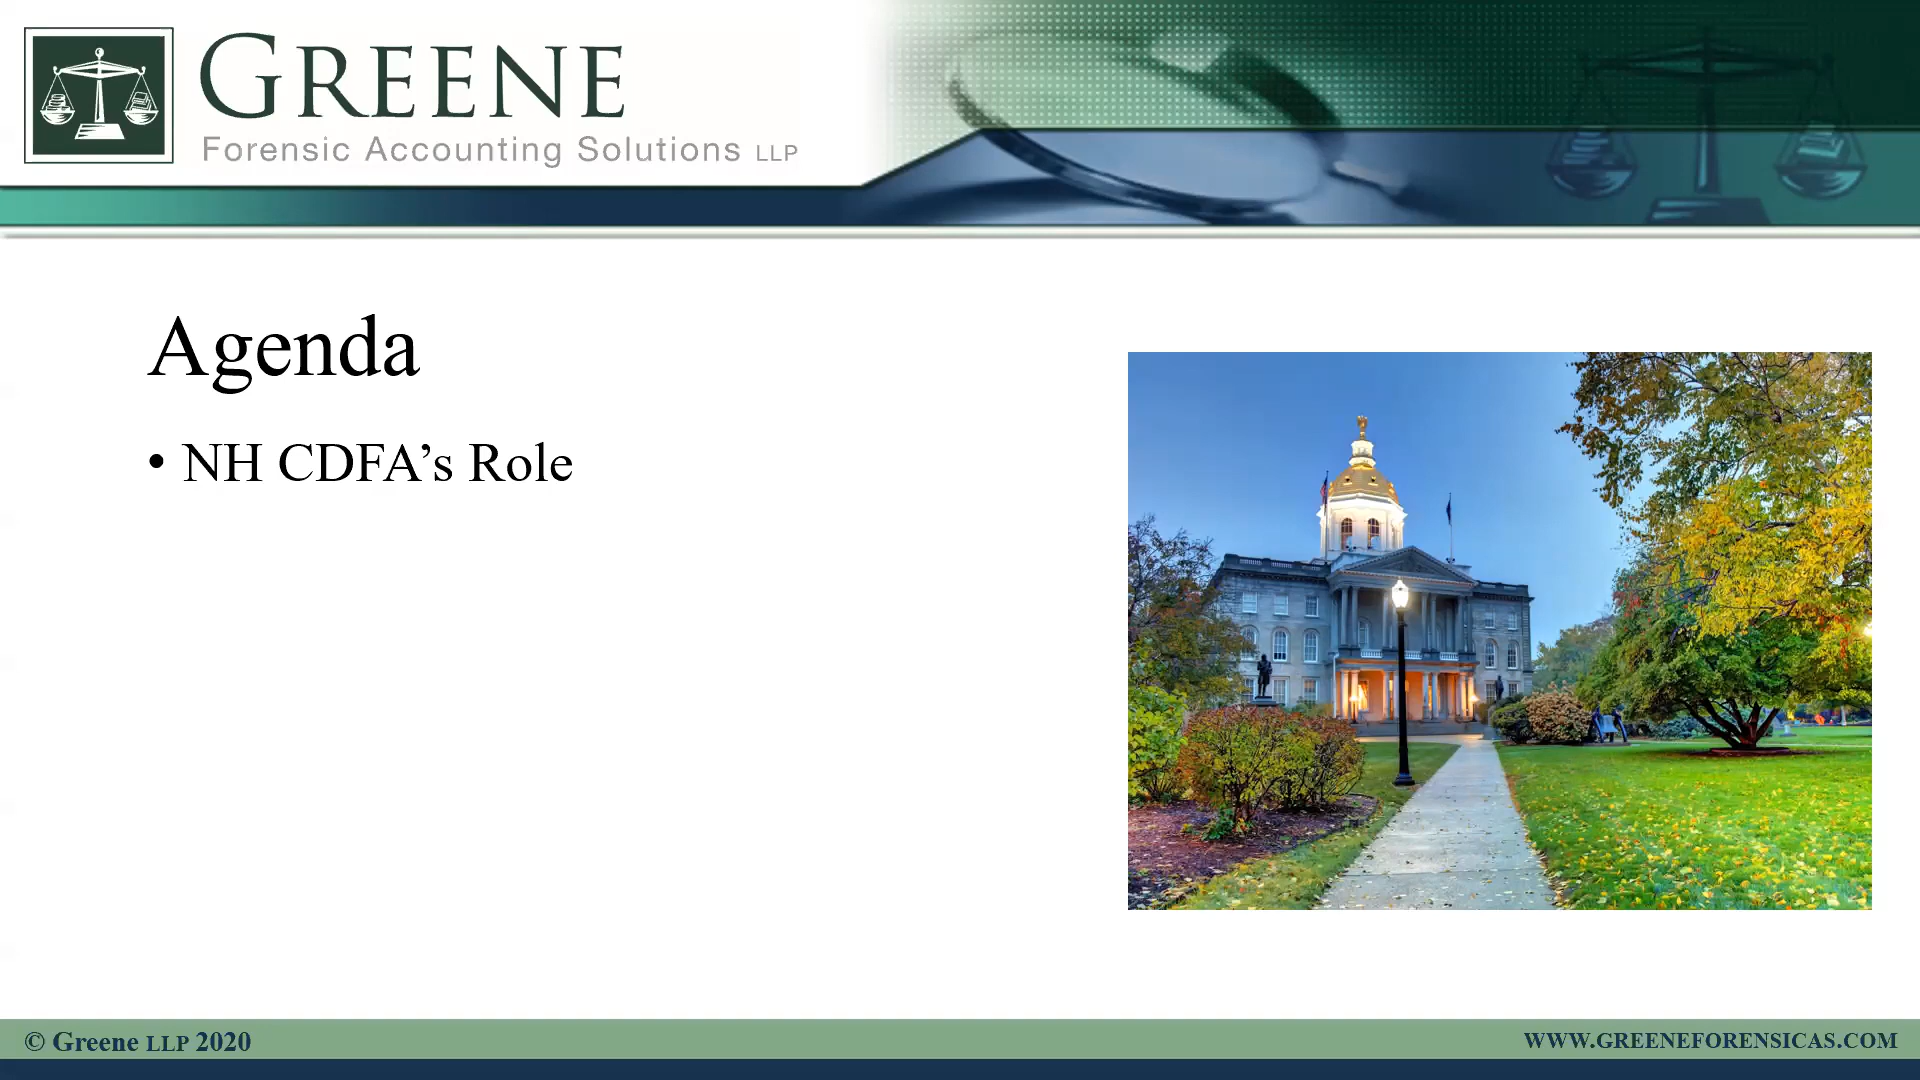 GREENE
Forensic Accounting Solutions LLP
Agenda
• NH CDFA’s Role
© Greene LLP 2020
WWW.GREENEFORENSICAS.COM